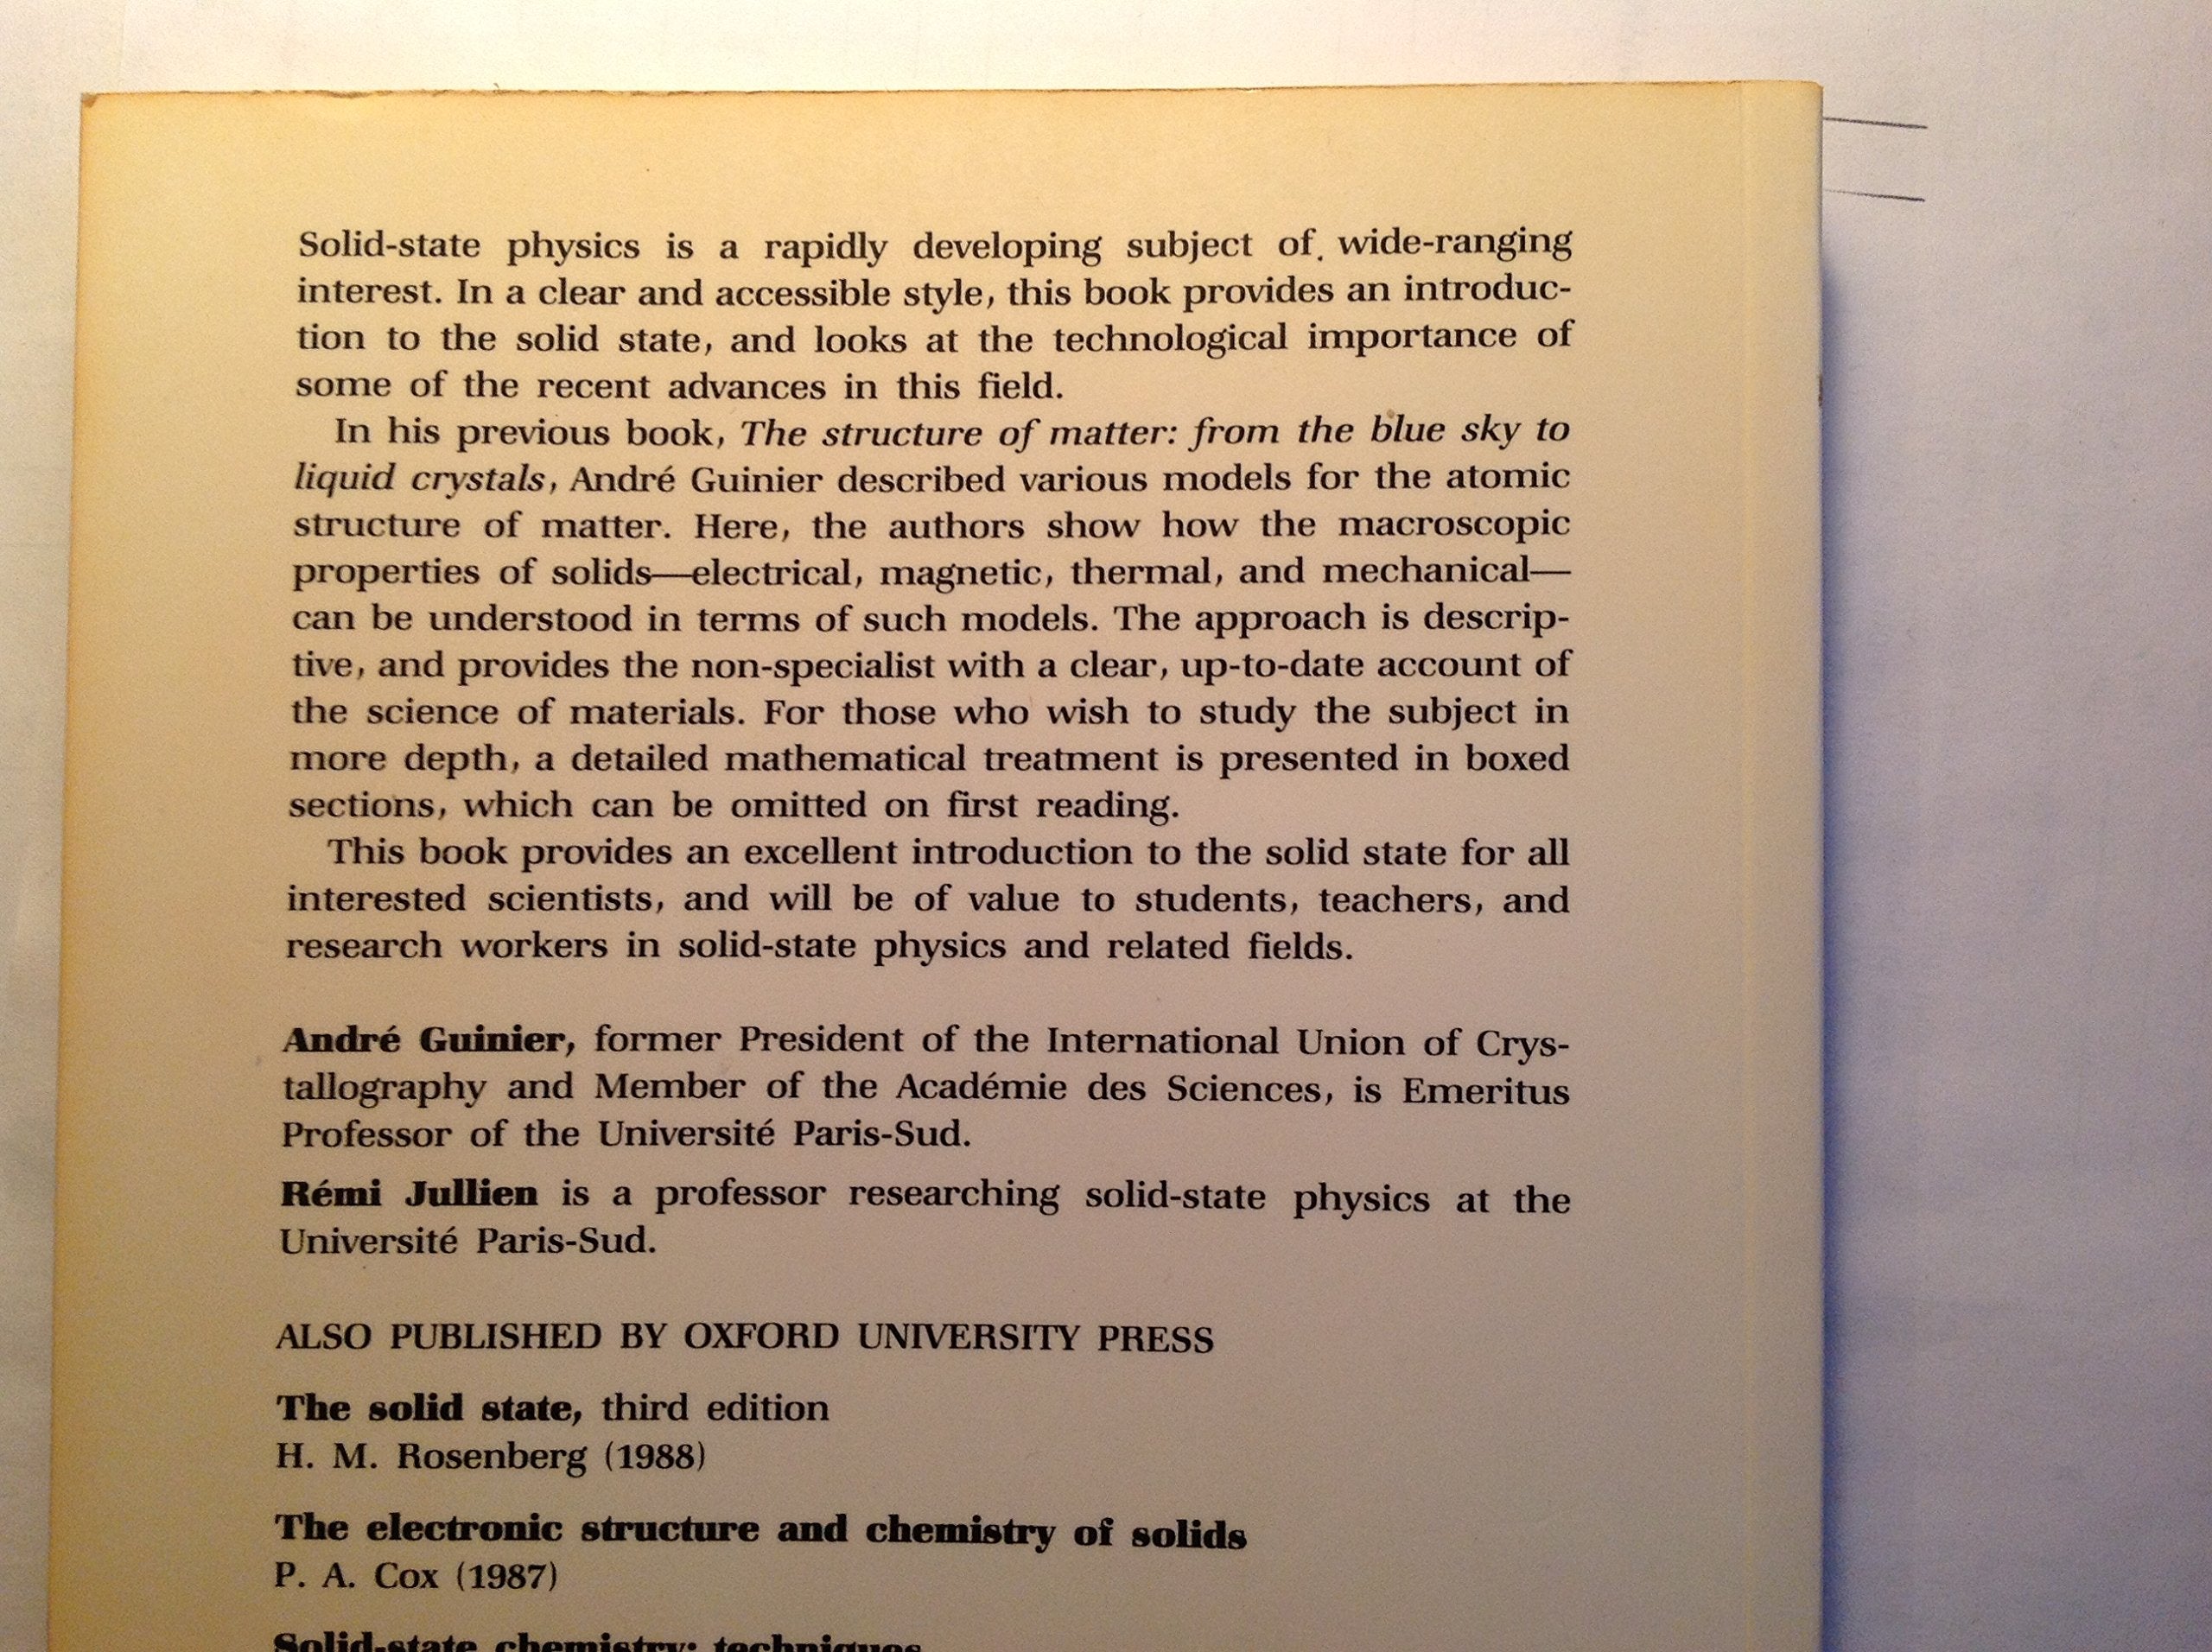 Solid-state physics is a rapidly developing subject of wide-ranging
interest. In a clear and accessible style, this book provides an introduc-
tion to the solid state, and looks at the technological importance of
some of the recent advances in this field.
In his previous book, The structure of matter: from the blue sky to
liquid crystals, André Guinier described various models for the atomic
structure of matter. Here, the authors show how the macroscopic
properties of solids—electrical, magnetic, thermal, and mechanical—
can be understood in terms of such models. The approach is descrip-
tive, and provides the non-specialist with a clear, up-to-date account of
the science of materials. For those who wish to study the subject in
more depth, a detailed mathematical treatment is presented in boxed
sections, which can be omitted on first reading.
This book provides an excellent introduction to the solid state for all
interested scientists, and will be of value to students, teachers, and
research workers in solid-state physics and related fields.
André Guinier, former President of the International Union of Crys-
tallography and Member of the Académie des Sciences, is Emeritus
Professor of the Université Paris-Sud.
Rémi Jullien is a professor researching solid-state physics at the
Université Paris-Sud.
ALSO PUBLISHED BY OXFORD UNIVERSITY PRESS
The solid state, third edition
H. M. Rosenberg (1988)
The electronic structure and chemistry of solids
P. A. Cox (1987)
Solid-state chemistry: techniques